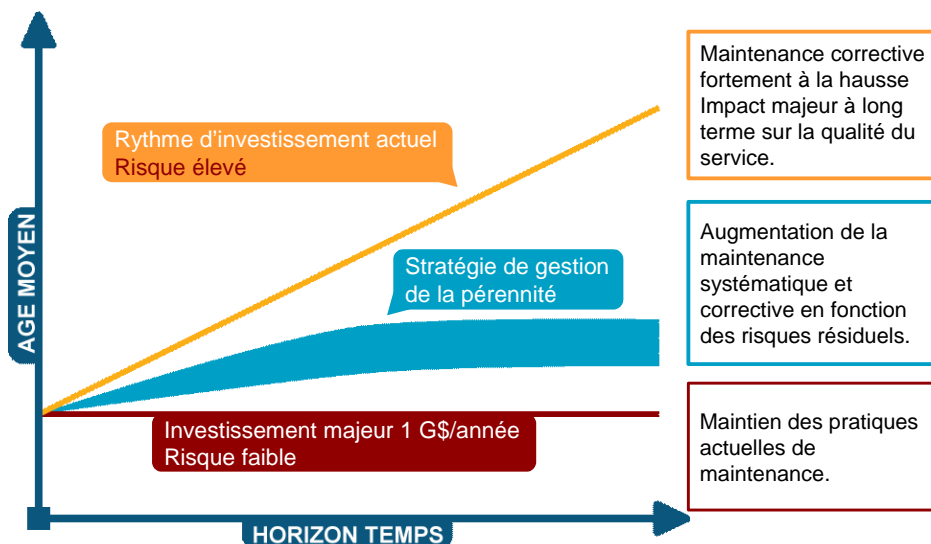 Maintenance corrective
fortement à la hausse
Impact majeur à long
terme sur la qualité du
service.
Rythme d'investissement actuel
Risque élevé
AGE MOYEN
Stratégie de gestion
de la pérennité
Augmentation de la
maintenance
systématique et
corrective en fonction
des risques résiduels.
Investissement majeur 1 G$/année
Risque faible
Maintien des pratiques
actuelles de
maintenance.
HORIZON TEMPS